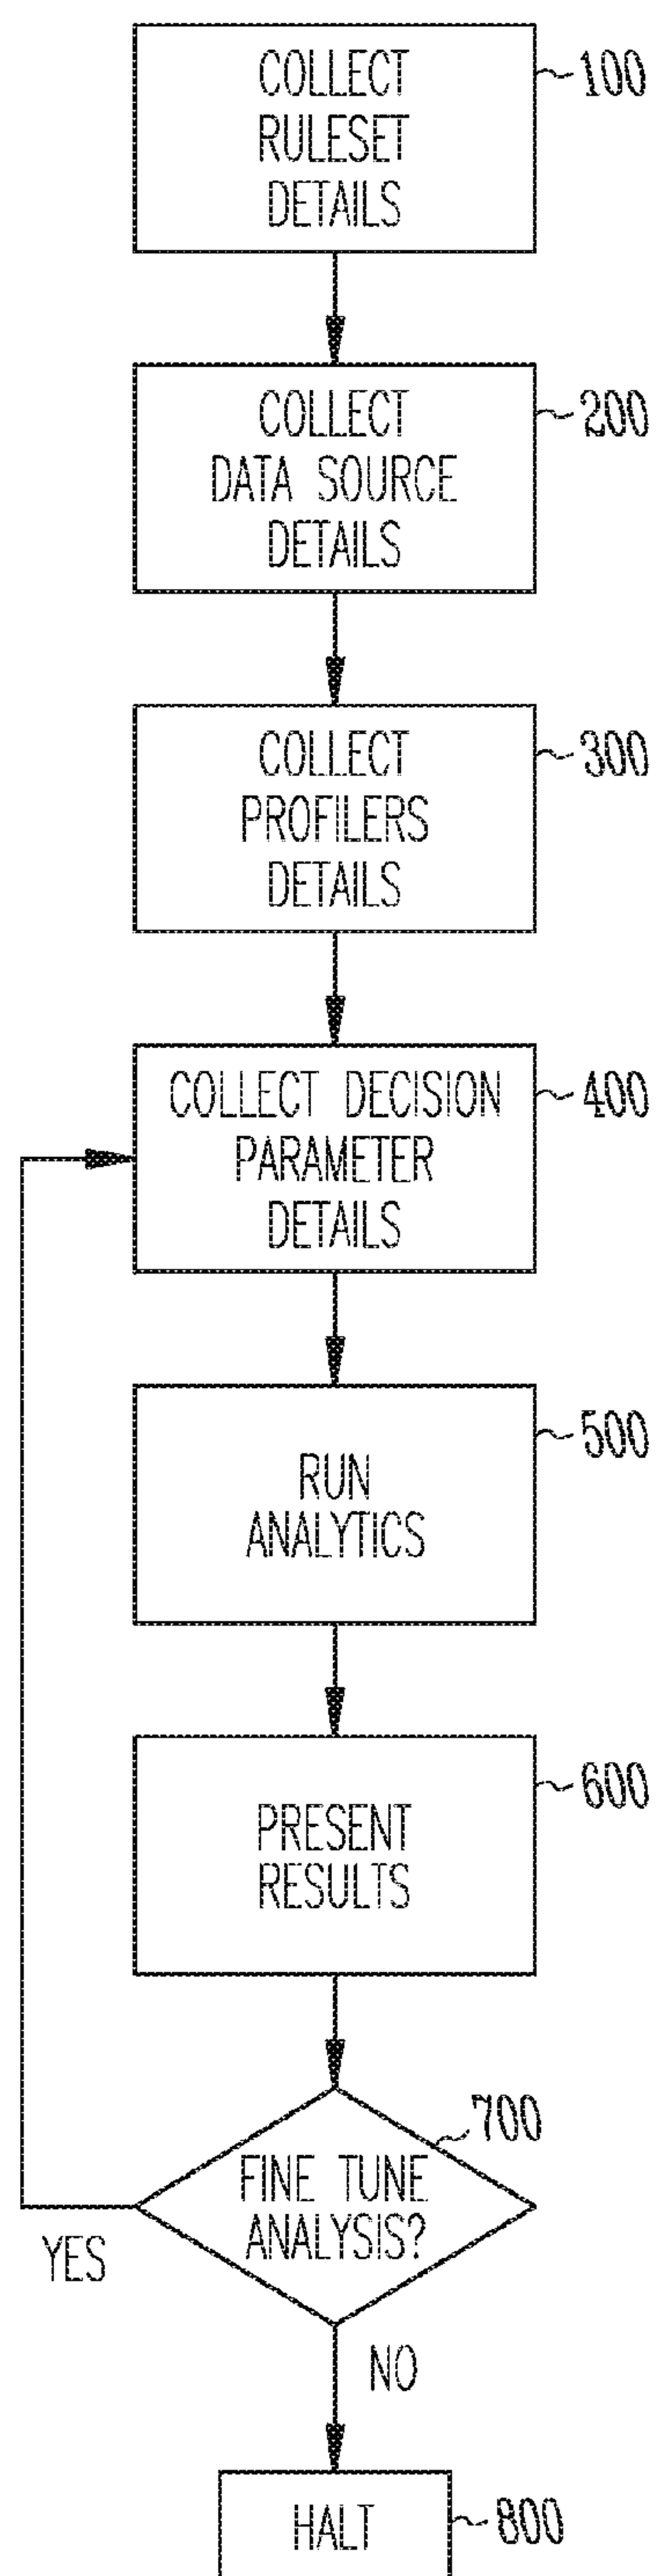 COLLECT
RULESET
DETAILS
100
COLLECT
DATA SOURCE
DETAILS
200
COLLECT
PROFILERS
DETAILS
300
COLLECT DECISION
PARAMETER
DETAILS
400
RUN
ANALYTICS
500
PRESENT
RESULTS
600
FINE TUNE
ANALYSIS?
700
YES
NO
HALT
800